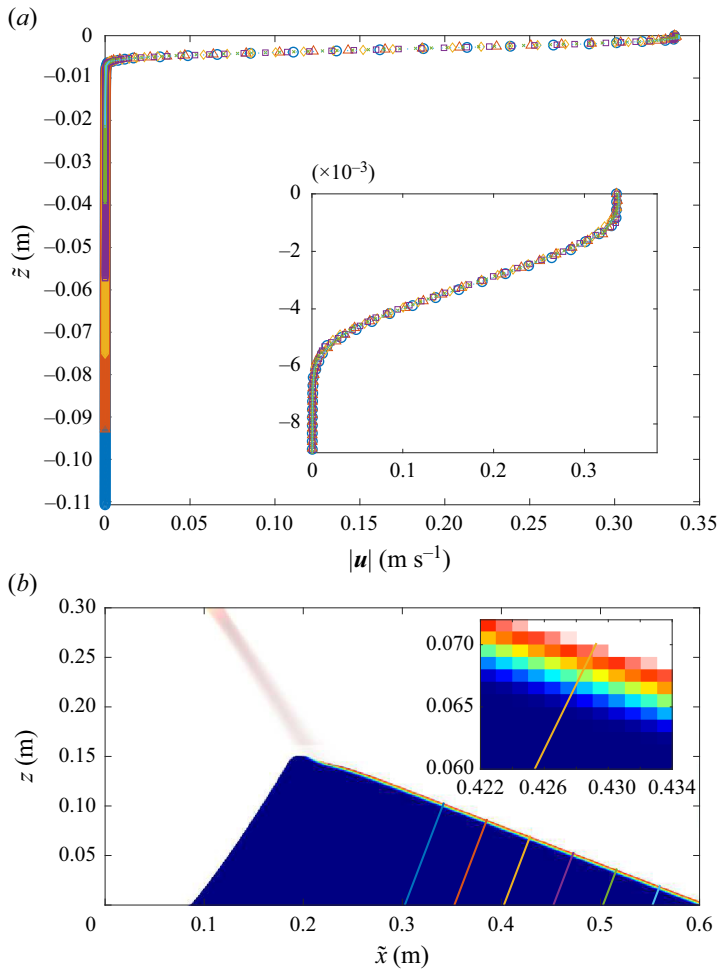 (a)
0
–0.01
–0.02
–0.03
–0.04
–0.05
–0.06
–0.07
–0.08
–0.09
–0.10
–0.11
z̃ (m)
(×10⁻³)
0
–2
–4
–6
–8
0 0.1 0.2 0.3
0 0.05 0.10 0.15 0.20 0.25 0.30 0.35
|u| (m s⁻¹)
(b)
0.30
0.25
0.20
0.15
0.10
0.05
z (m)
0.070
0.065
0.060
0.422 0.426 0.430 0.434
0 0.1 0.2 0.3 0.4 0.5 0.6
x̃ (m)